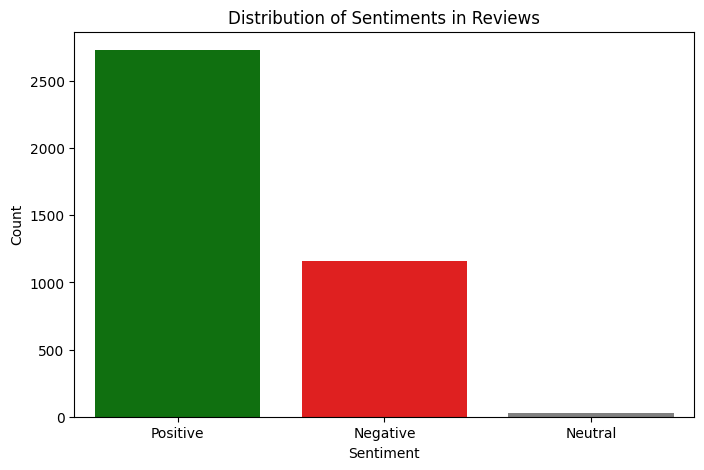 Distribution of Sentiments in Reviews
2500
2000
1500
1000
500
0
Count
Positive
Negative
Neutral
Sentiment